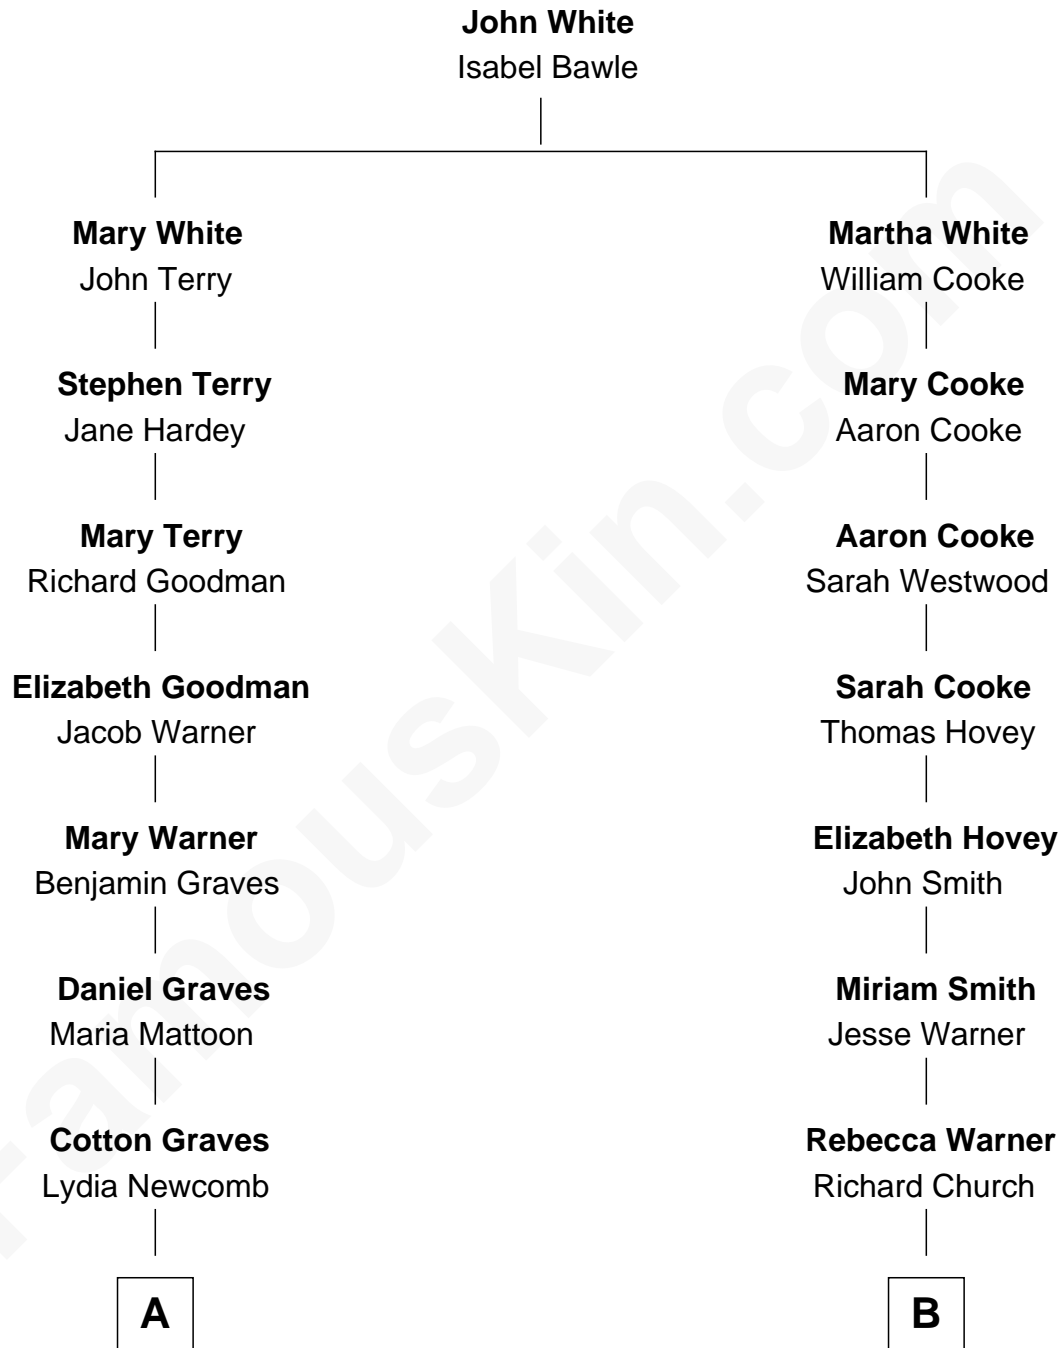 John White
Isabel Bawle
Mary White
John Terry
Stephen Terry
Jane Hardey
Mary Terry
Richard Goodman
Elizabeth Goodman
Jacob Warner
Mary Warner
Benjamin Graves
Daniel Graves
Maria Mattoon
Cotton Graves
Lydia Newcomb
A
Martha White
William Cooke
Mary Cooke
Aaron Cooke
Aaron Cooke
Sarah Westwood
Sarah Cooke
Thomas Hovey
Elizabeth Hovey
John Smith
Miriam Smith
Jesse Warner
Rebecca Warner
Richard Church
B
FamousKin.com